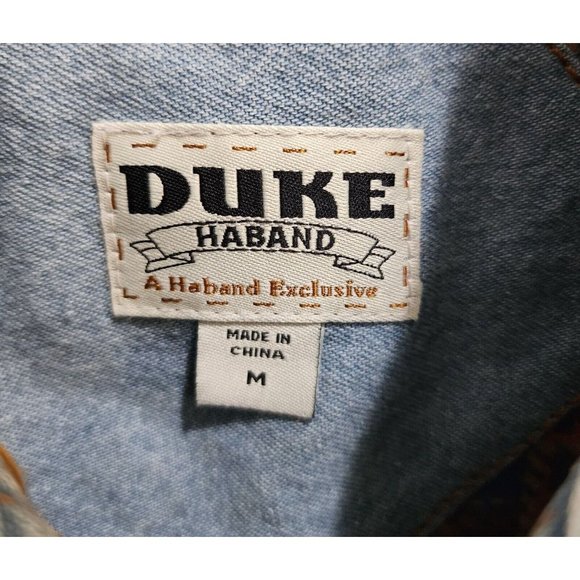 DUKE
HABAND
A Haband Exclusive
MADE IN
CHINA
M